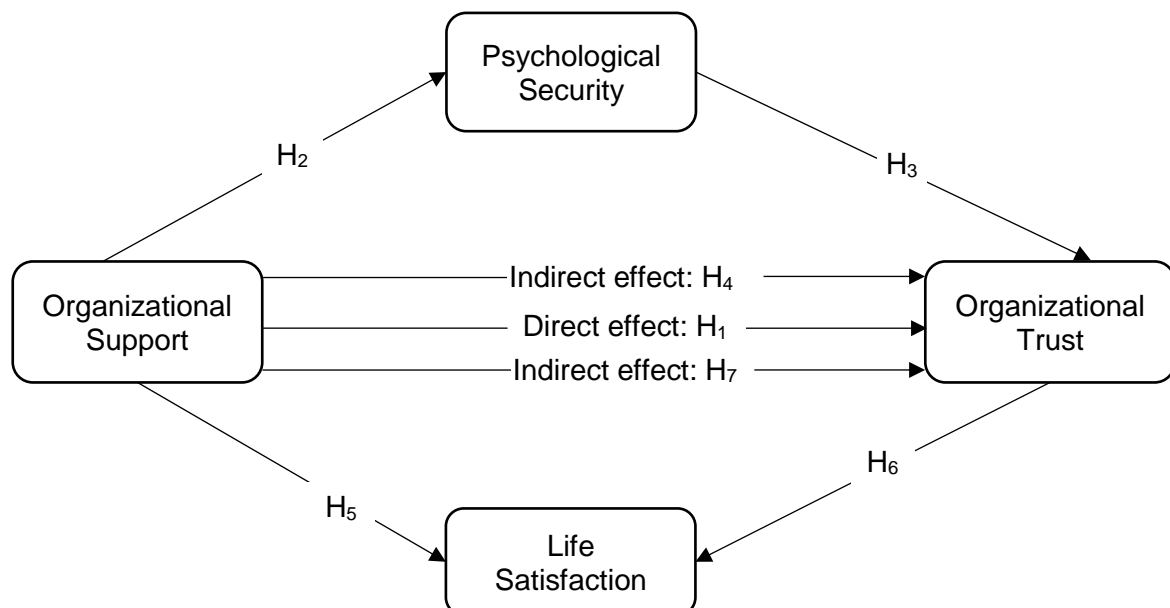 Psychological
Security
H₂
H₃
Organizational
Support
Indirect effect: H₄
Direct effect: H₁
Indirect effect: H₇
Organizational
Trust
H₅
H₆
Life
Satisfaction